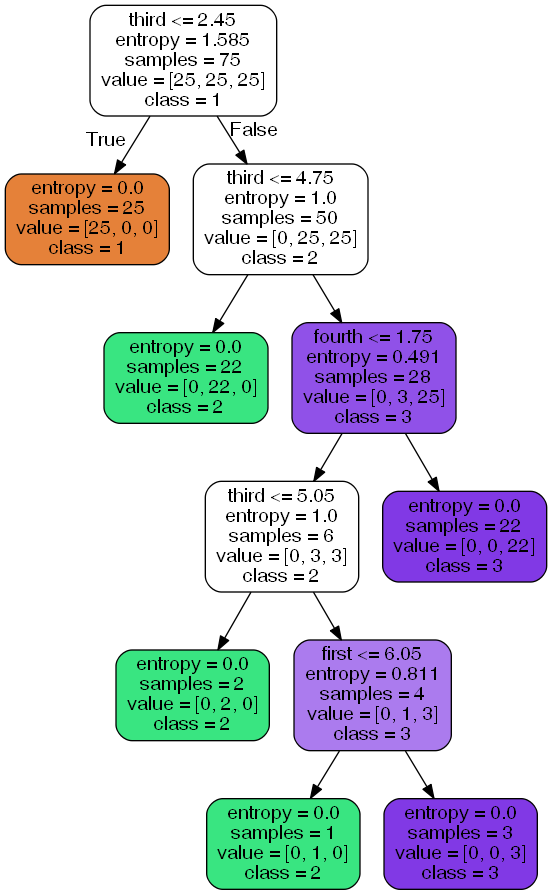 third <= 2.45
entropy = 1.585
samples = 75
value = [25, 25, 25]
class = 1
True
False
entropy = 0.0
samples = 25
value = [25, 0, 0]
class = 1
third <= 4.75
entropy = 1.0
samples = 50
value = [0, 25, 25]
class = 2
entropy = 0.0
samples = 22
value = [0, 22, 0]
class = 2
fourth <= 1.75
entropy = 0.491
samples = 28
value = [0, 3, 25]
class = 3
third <= 5.05
entropy = 1.0
samples = 6
value = [0, 3, 3]
class = 2
entropy = 0.0
samples = 22
value = [0, 0, 22]
class = 3
entropy = 0.0
samples = 2
value = [0, 2, 0]
class = 2
first <= 6.05
entropy = 0.811
samples = 4
value = [0, 1, 3]
class = 3
entropy = 0.0
samples = 1
value = [0, 1, 0]
class = 2
entropy = 0.0
samples = 3
value = [0, 0, 3]
class = 3